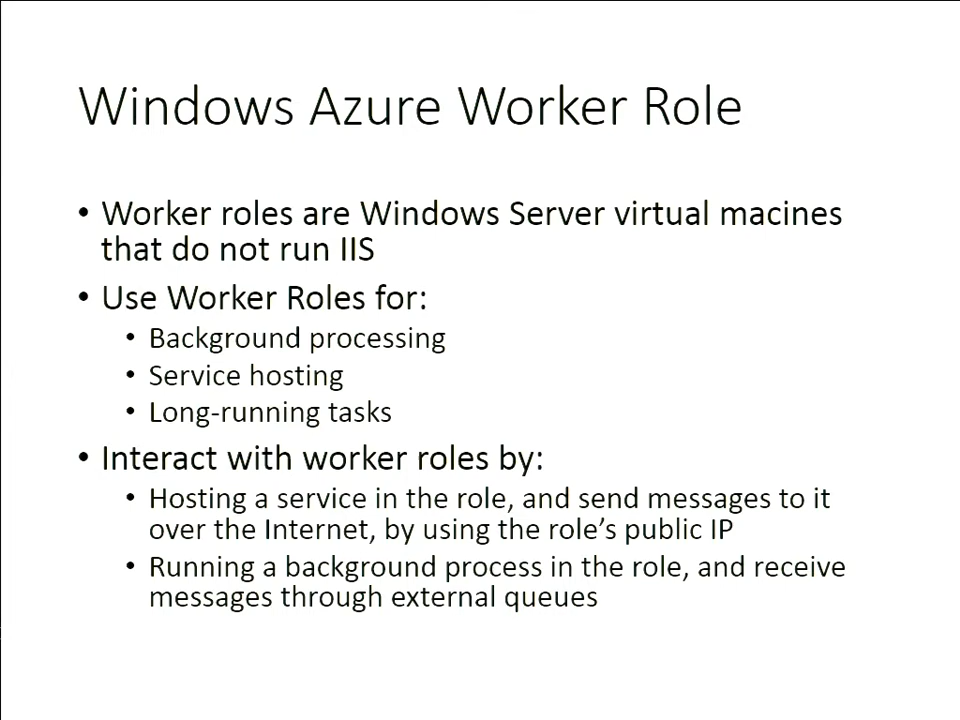 Windows Azure Worker Role
• Worker roles are Windows Server virtual macines
that do not run IIS
• Use Worker Roles for:
• Background processing
• Service hosting
• Long-running tasks
• Interact with worker roles by:
• Hosting a service in the role, and send messages to it
over the Internet, by using the role’s public IP
• Running a background process in the role, and receive
messages through external queues